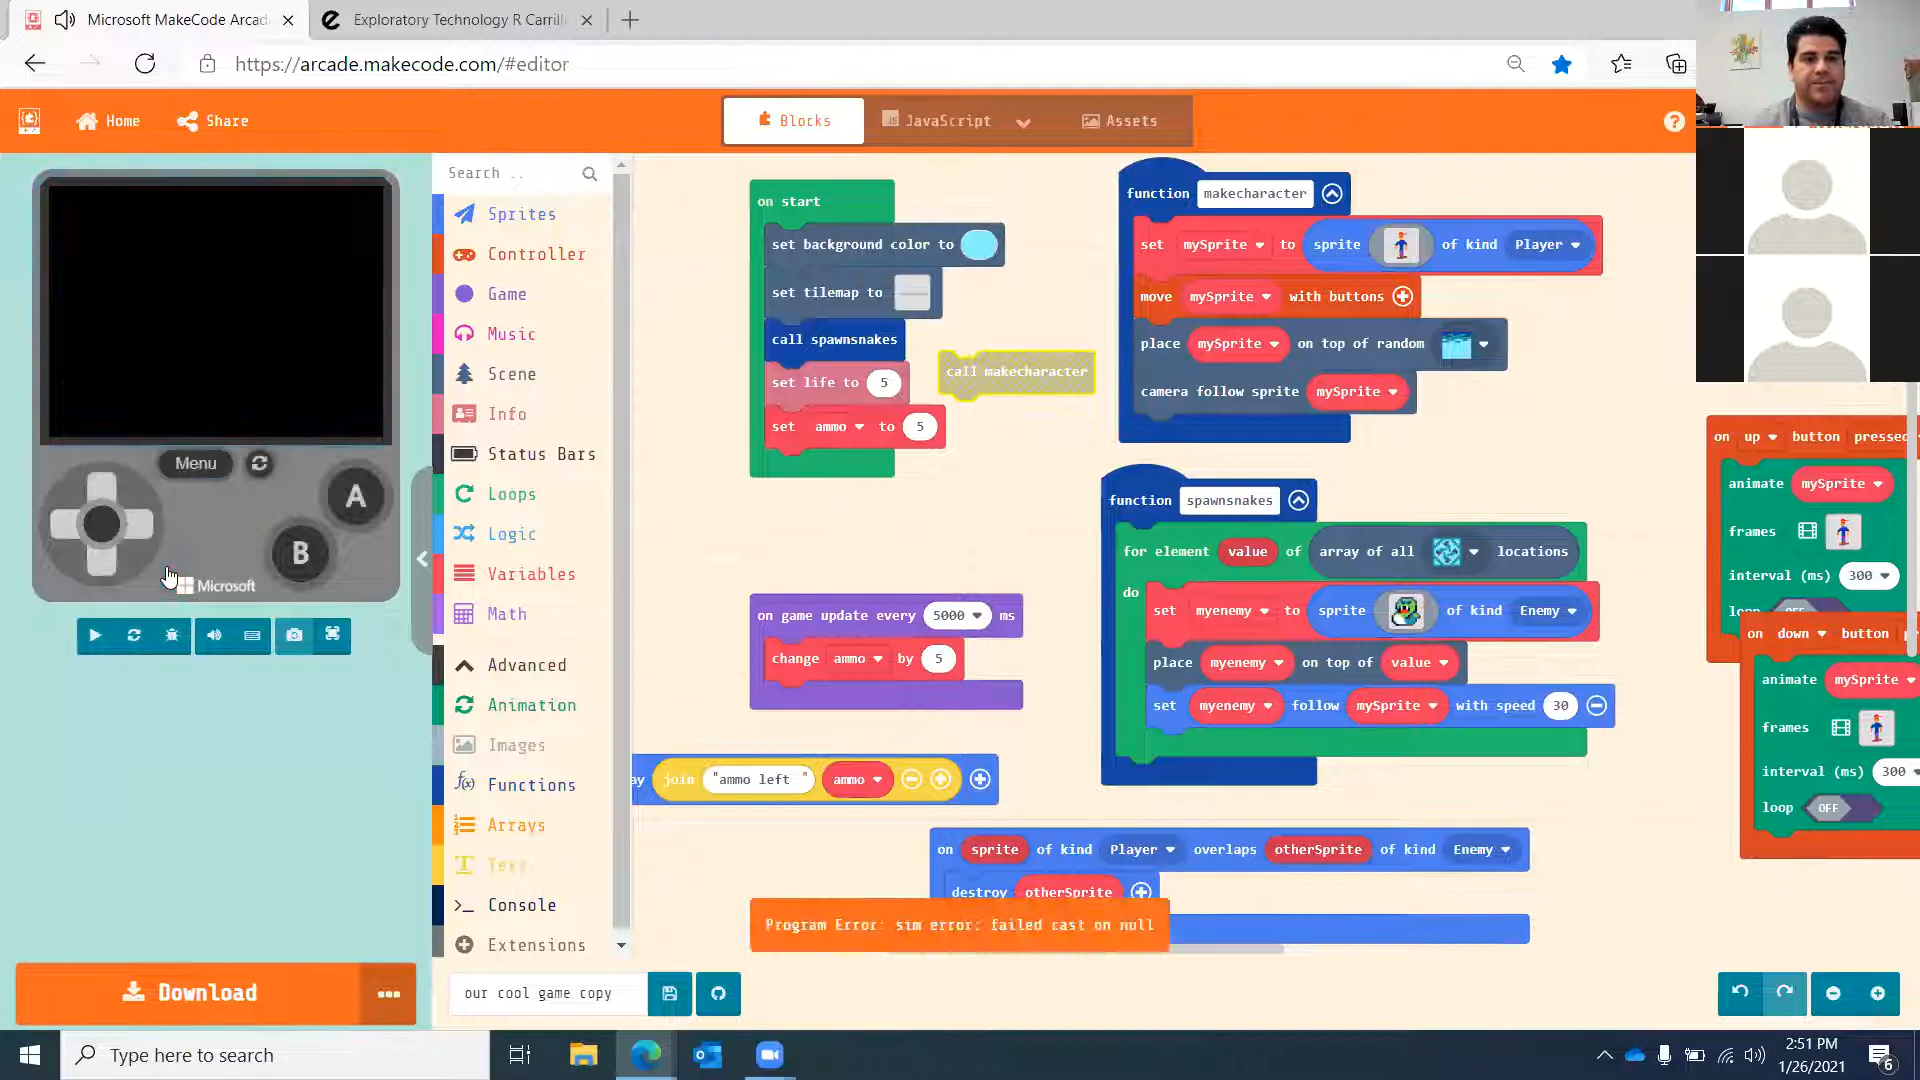 Microsoft MakeCode Arcad
Exploratory Technology R Carrill
https://arcade.makecode.com/#editor
Home
Share
Blocks
JavaScript
Assets
?
Menu
A
B
Microsoft
Download
Search..
Sprites
Controller
Game
Music
Scene
Info
Status Bars
Loops
Logic
Variables
Math
Advanced
Animation
Images
Functions
Arrays
Text
Console
Extensions
on start
set background color to
set tilemap to
call spawnsnakes
set life to 5
set ammo to 5
call makecharacter
on game update every 5000 ms
change ammo by 5
ay join "ammo left " ammo
function makecharacter
set mySprite to sprite of kind Player
move mySprite with buttons
place mySprite on top of random
camera follow sprite mySprite
function spawnsnakes
for element value of array of all locations
do
set myenemy to sprite of kind Enemy
place myenemy on top of value
set myenemy follow mySprite with speed 30
on sprite of kind Player overlaps otherSprite of kind Enemy
destroy otherSprite
Program Error: sim error: failed cast on null
on up button pressed
animate mySprite
frames
interval (ms) 300
loop OFF
on down button p
animate mySprite
frames
interval (ms) 300
loop OFF
our cool game copy
Type here to search
2:51 PM
1/26/2021
6